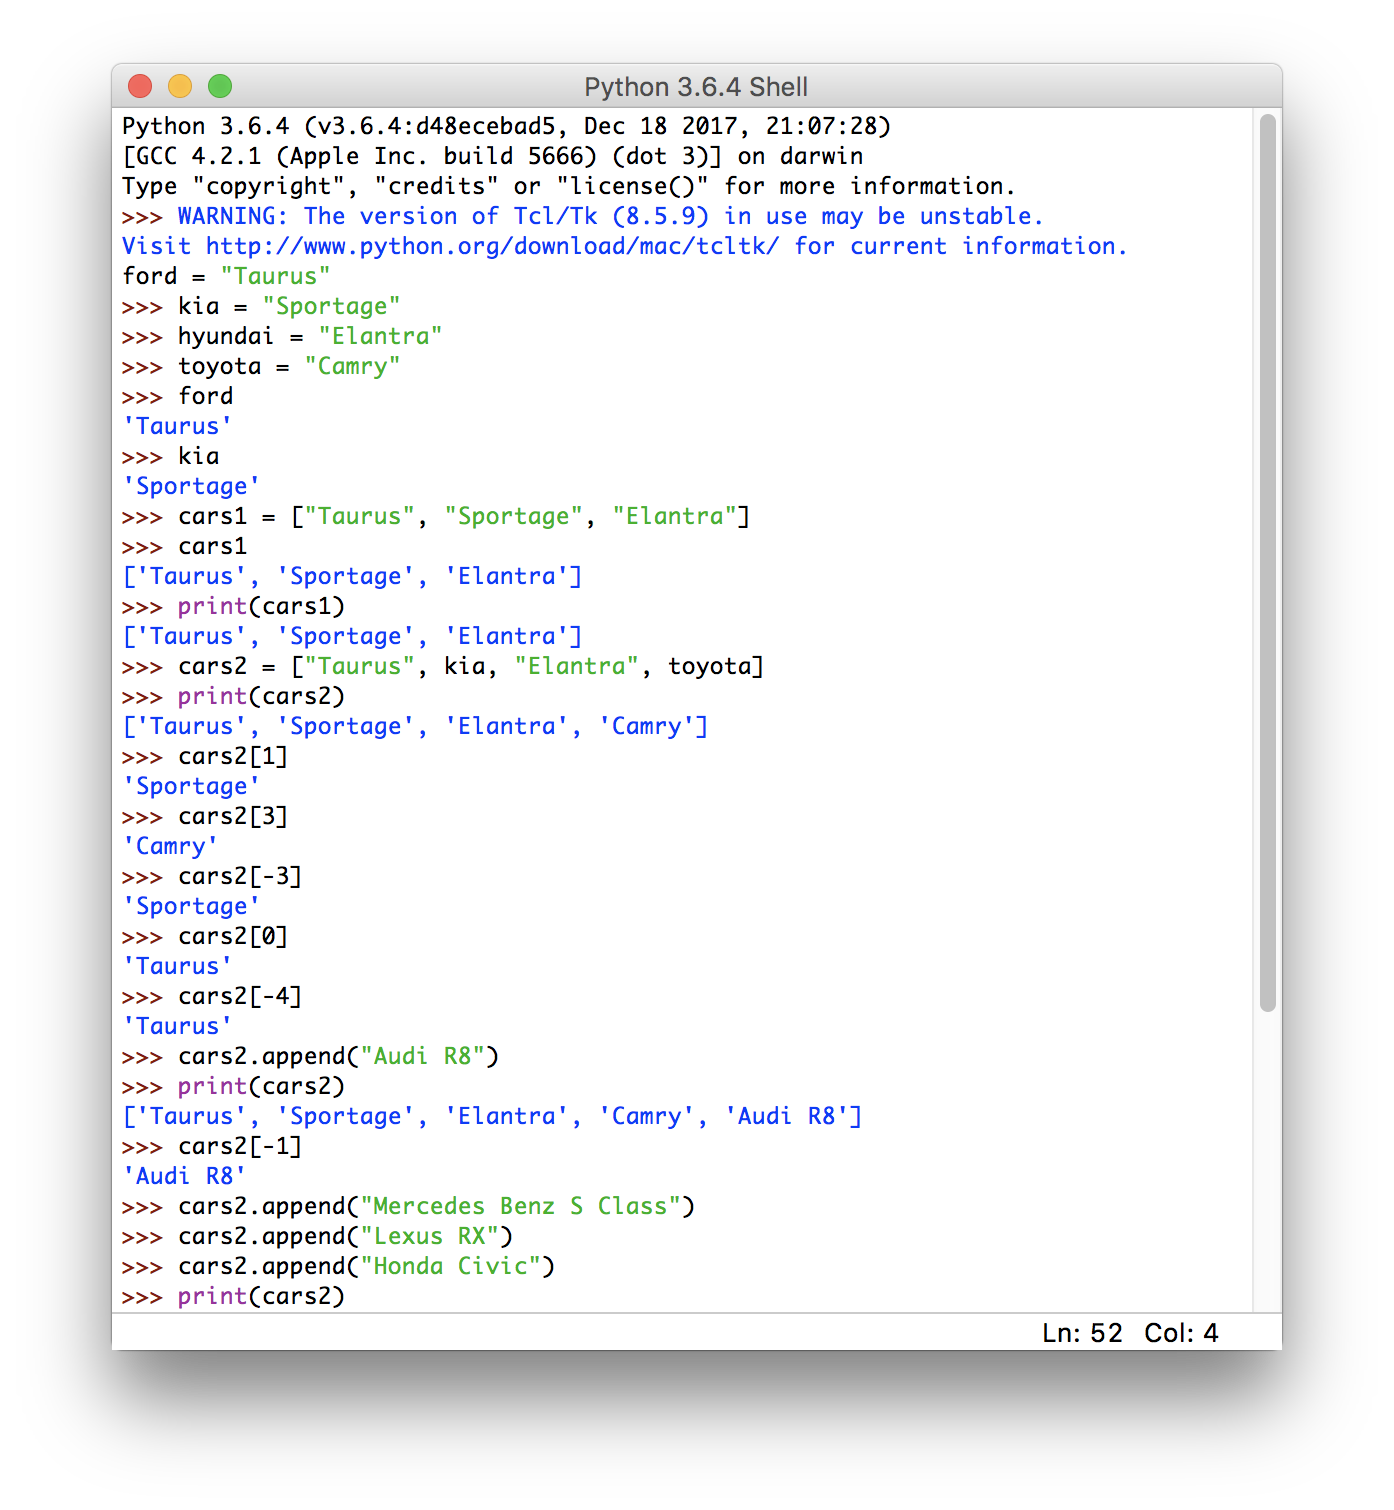 Python 3.6.4 Shell
Python 3.6.4 (v3.6.4:d48ecebad5, Dec 18 2017, 21:07:28)
[GCC 4.2.1 (Apple Inc. build 5666) (dot 3)] on darwin
Type "copyright", "credits" or "license()" for more information.
>>> WARNING: The version of Tcl/Tk (8.5.9) in use may be unstable.
Visit http://www.python.org/download/mac/tcltk/ for current information.
ford = "Taurus"
>>> kia = "Sportage"
>>> hyundai = "Elantra"
>>> toyota = "Camry"
>>> ford
'Taurus'
>>> kia
'Sportage'
>>> cars1 = ["Taurus", "Sportage", "Elantra"]
>>> cars1
['Taurus', 'Sportage', 'Elantra']
>>> print(cars1)
['Taurus', 'Sportage', 'Elantra']
>>> cars2 = ["Taurus", kia, "Elantra", toyota]
>>> print(cars2)
['Taurus', 'Sportage', 'Elantra', 'Camry']
>>> cars2[1]
'Sportage'
>>> cars2[3]
'Camry'
>>> cars2[-3]
'Sportage'
>>> cars2[0]
'Taurus'
>>> cars2[-4]
'Taurus'
>>> cars2.append("Audi R8")
>>> print(cars2)
['Taurus', 'Sportage', 'Elantra', 'Camry', 'Audi R8']
>>> cars2[-1]
'Audi R8'
>>> cars2.append("Mercedes Benz S Class")
>>> cars2.append("Lexus RX")
>>> cars2.append("Honda Civic")
>>> print(cars2)
Ln: 52 Col: 4